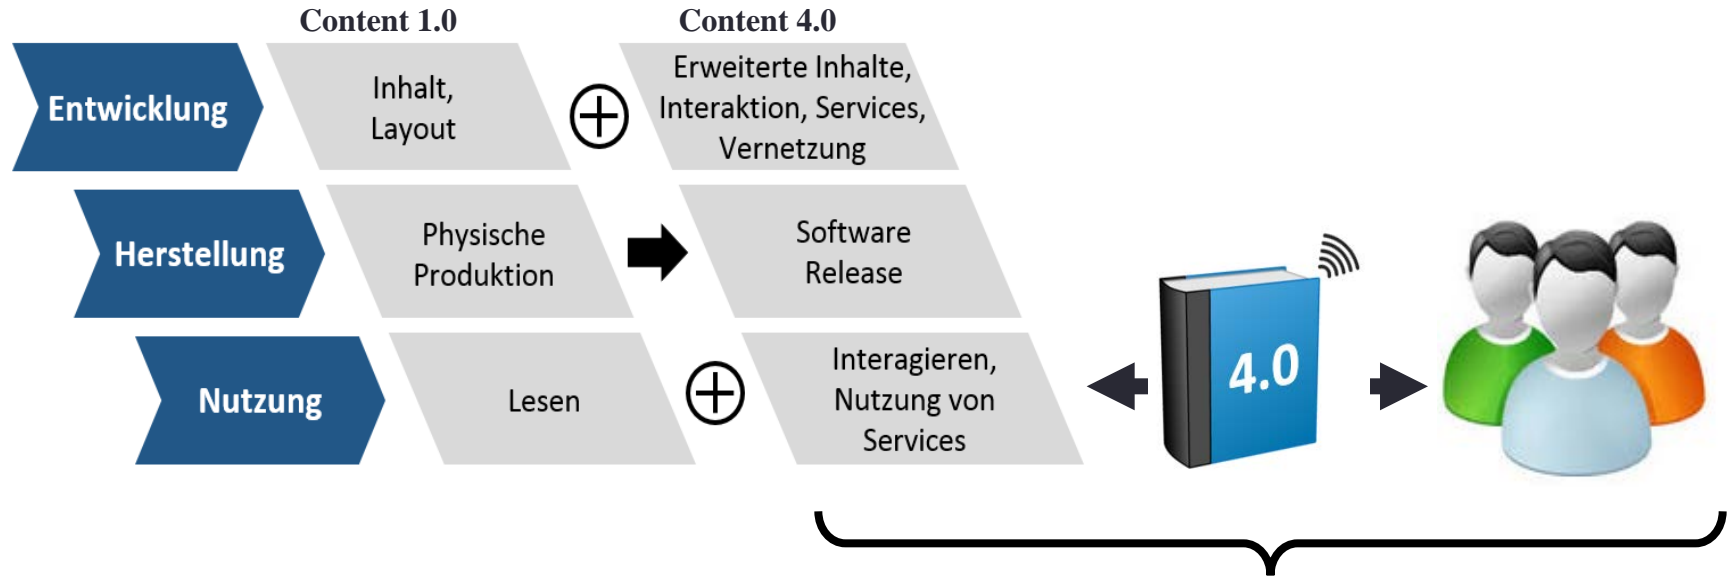 Content 1.0
Content 4.0
Entwicklung
Inhalt,
Layout
Erweiterte Inhalte,
Interaktion, Services,
Vernetzung
Herstellung
Physische
Produktion
Software
Release
Nutzung
Lesen
Interagieren,
Nutzung von
Services
4.0